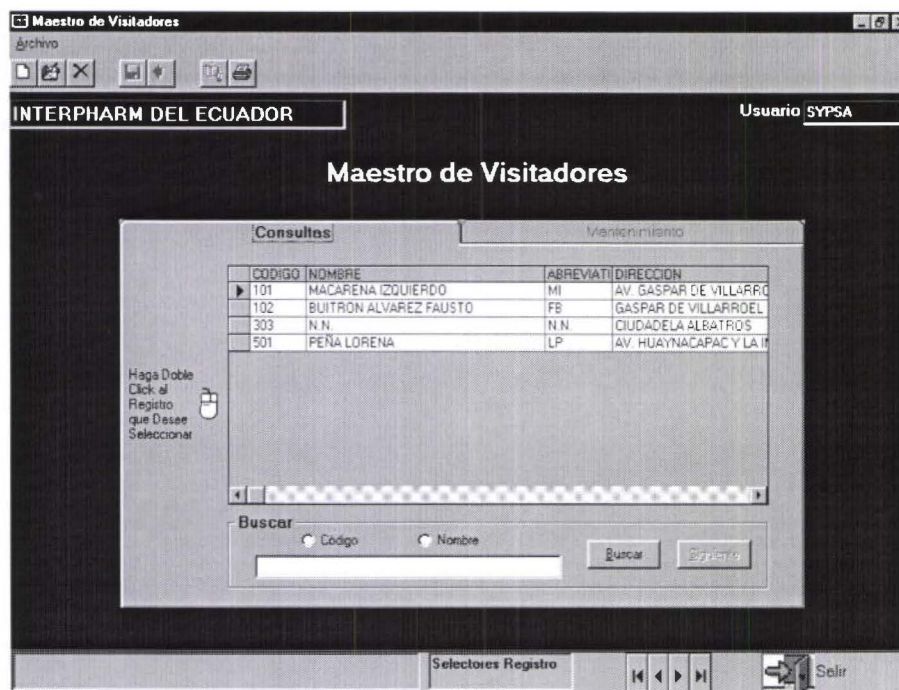 Maestro de Visitadores
Archivo
INTERPHARM DEL ECUADOR
Usuario SYPSA
Maestro de Visitadores
Consultas Mantenimiento
CODIGO NOMBRE ABREVIATI DIRECCION
101 MACARENA IZQUIERDO MI AV. GASPAR DE VILLARRO
102 BUITRON ALVAREZ FAUSTO FB GASPAR DE VILLARROEL
303 N.N. N.N. CIUDADELA ALBATROS
501 PEÑA LORENA LP AV. HUAYNACAPAC Y LA IN
Haga Doble
Click al
Registro
que Desee
Seleccionar
Buscar
Código Nombre
Buscar Siguiente
Selectores Registro
Salir